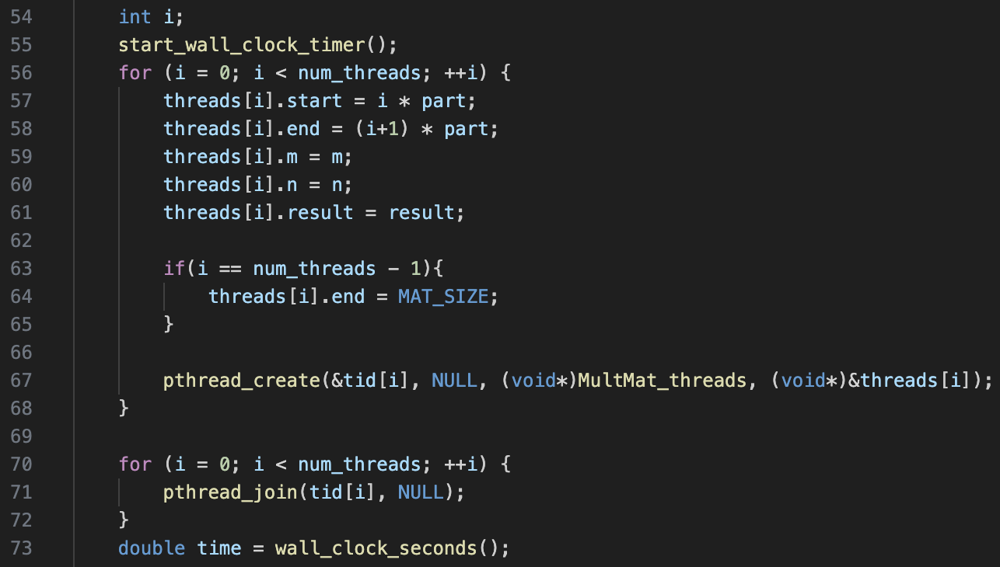 54 int i;
55 start_wall_clock_timer();
56 for (i = 0; i < num_threads; ++i) {
57 threads[i].start = i * part;
58 threads[i].end = (i+1) * part;
59 threads[i].m = m;
60 threads[i].n = n;
61 threads[i].result = result;
62
63 if(i == num_threads - 1){
64 threads[i].end = MAT_SIZE;
65 }
66
67 pthread_create(&tid[i], NULL, (void*)MultMat_threads, (void*)&threads[i]);
68 }
69
70 for (i = 0; i < num_threads; ++i) {
71 pthread_join(tid[i], NULL);
72 }
73 double time = wall_clock_seconds();